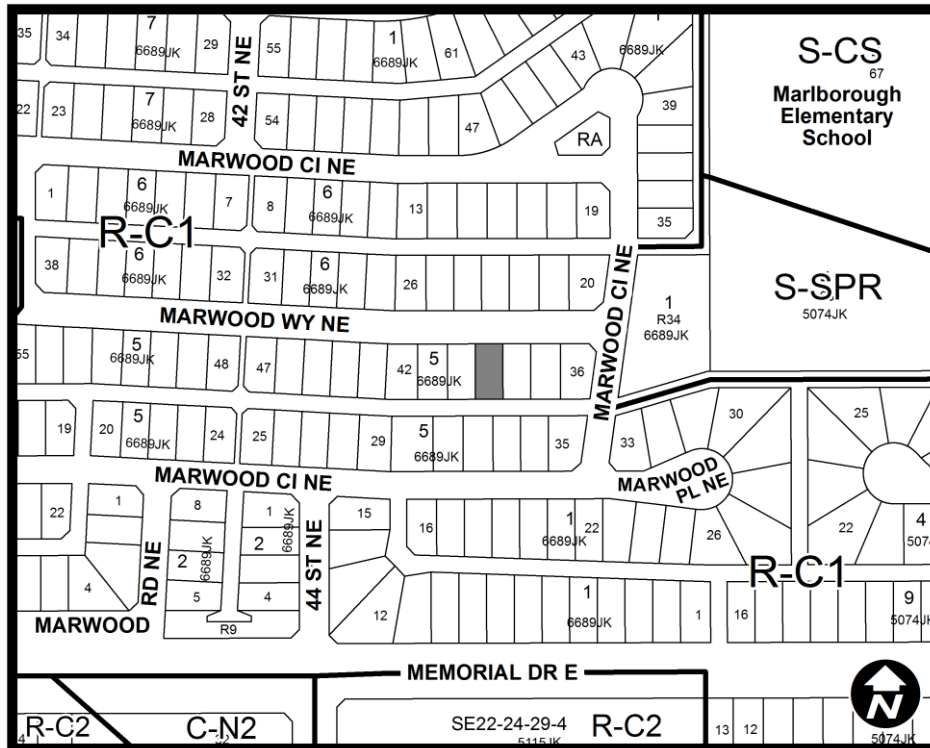 35
34
7
6689JK
29
42 ST NE
55
1
6689JK
61
43
6689JK
S-CS
67
Marlborough
Elementary
School
22
23
7
6689JK
28
54
47
39
RA
MARWOOD CI NE
1
6
6689JK
7
8
6
6689JK
13
19
35
R-C1
38
6
6689JK
32
31
6
6689JK
26
20
MARWOOD CI NE
1
R34
6689JK
S-SPR
5074JK
MARWOOD WY NE
55
5
6689JK
48
47
42
5
6689JK
36
19
20
5
6689JK
24
25
29
5
6689JK
35
33
30
25
MARWOOD CI NE
MARWOOD
PL NE
22
1
8
1
6689JK
15
16
1
6689JK
22
26
22
4
RD NE
2
6689JK
2
44 ST NE
R-C1
4
5
4
12
1
6689JK
1
16
9
5074JK
MARWOOD
R9
MEMORIAL DR E
R-C2
C-N2
SE22-24-29-4
R-C2
5115JK
13
12
5074JK
N